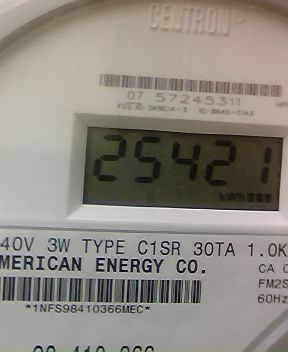 CENTRON®
07 57245311
25421
kWh
40V 3W TYPE C1SR 30TA 1.0K
MERICAN ENERGY CO.
CA 0
FM2S
60Hz
*1NFS98410366MEC*